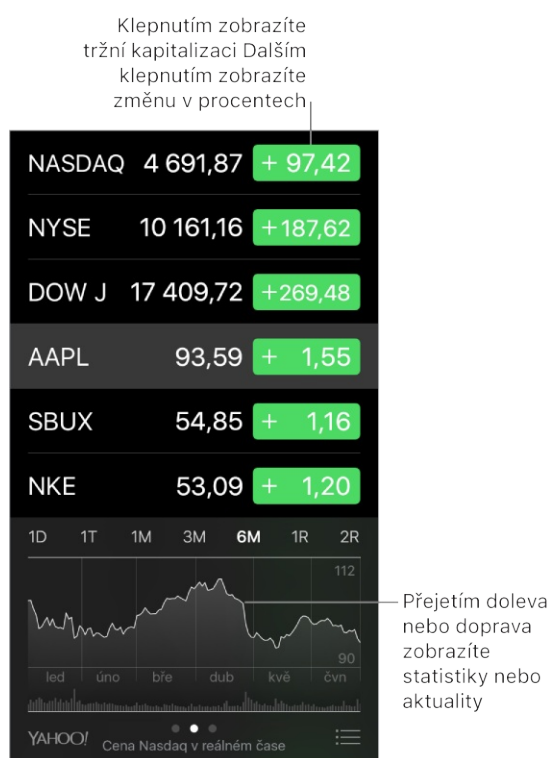 Klepnutím zobrazíte
tržní kapitalizaci Dalším
klepnutím zobrazíte
změnu v procentech
NASDAQ 4 691,87 + 97,42
NYSE 10 161,16 +187,62
DOW J 17 409,72 +269,48
AAPL 93,59 + 1,55
SBUX 54,85 + 1,16
NKE 53,09 + 1,20
1D 1T 1M 3M 6M 1R 2R
112
90
led úno bře dub kvě čvn
YAHOO! Cena Nasdaq v reálném čase
Přejetím doleva
nebo doprava
zobrazíte
statistiky nebo
aktuality